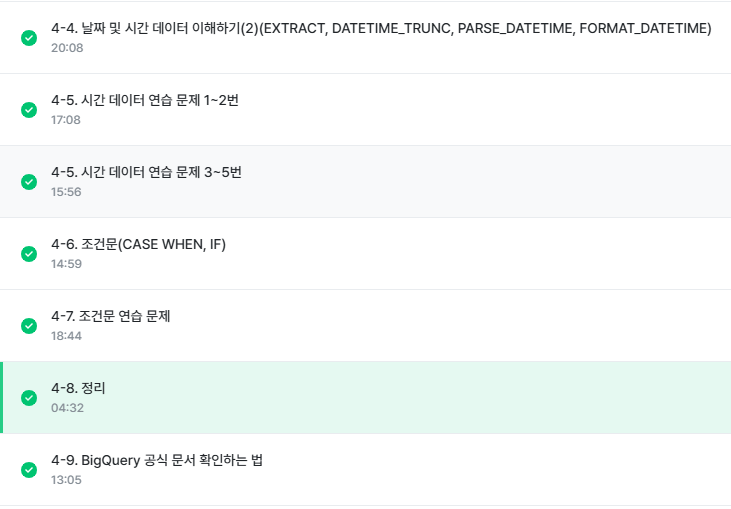 4-4. 날짜 및 시간 데이터 이해하기(2)(EXTRACT, DATETIME_TRUNC, PARSE_DATETIME, FORMAT_DATETIME)
20:08
4-5. 시간 데이터 연습 문제 1~2번
17:08
4-5. 시간 데이터 연습 문제 3~5번
15:56
4-6. 조건문(CASE WHEN, IF)
14:59
4-7. 조건문 연습 문제
18:44
4-8. 정리
04:32
4-9. BigQuery 공식 문서 확인하는 법
13:05